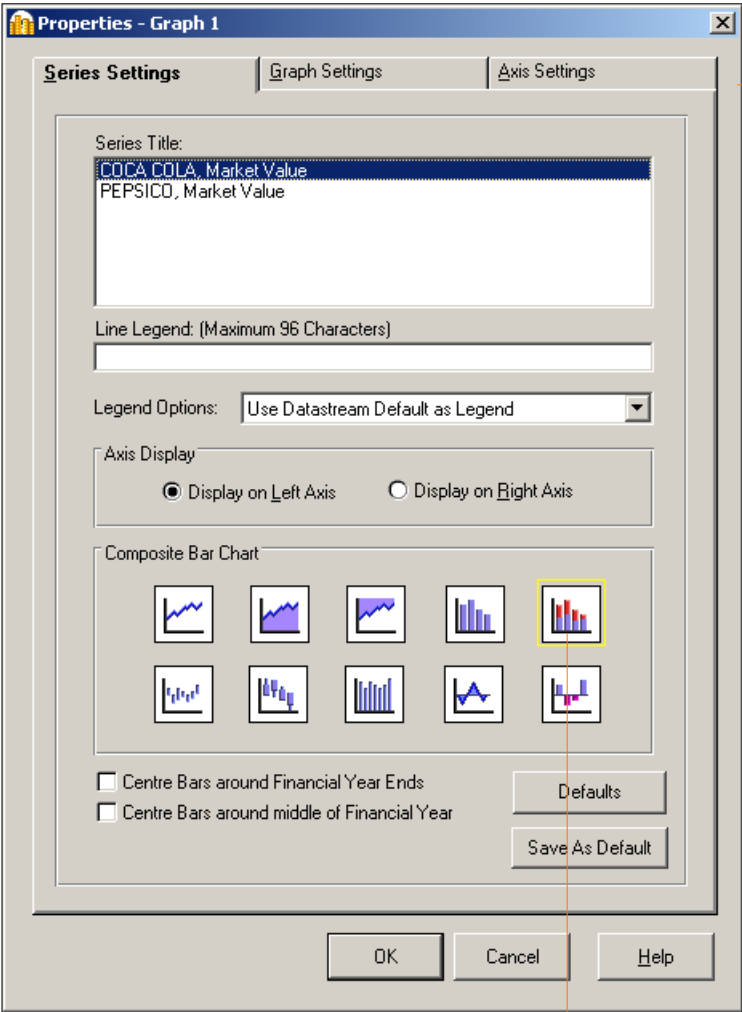 Properties - Graph 1
Series Settings
Graph Settings
Axis Settings
Series Title:
COCA COLA, Market Value
PEPSICO, Market Value
Line Legend: (Maximum 96 Characters)
Legend Options:
Use Datastream Default as Legend
Axis Display
Display on Left Axis
Display on Right Axis
Composite Bar Chart
Centre Bars around Financial Year Ends
Centre Bars around middle of Financial Year
Defaults
Save As Default
OK
Cancel
Help